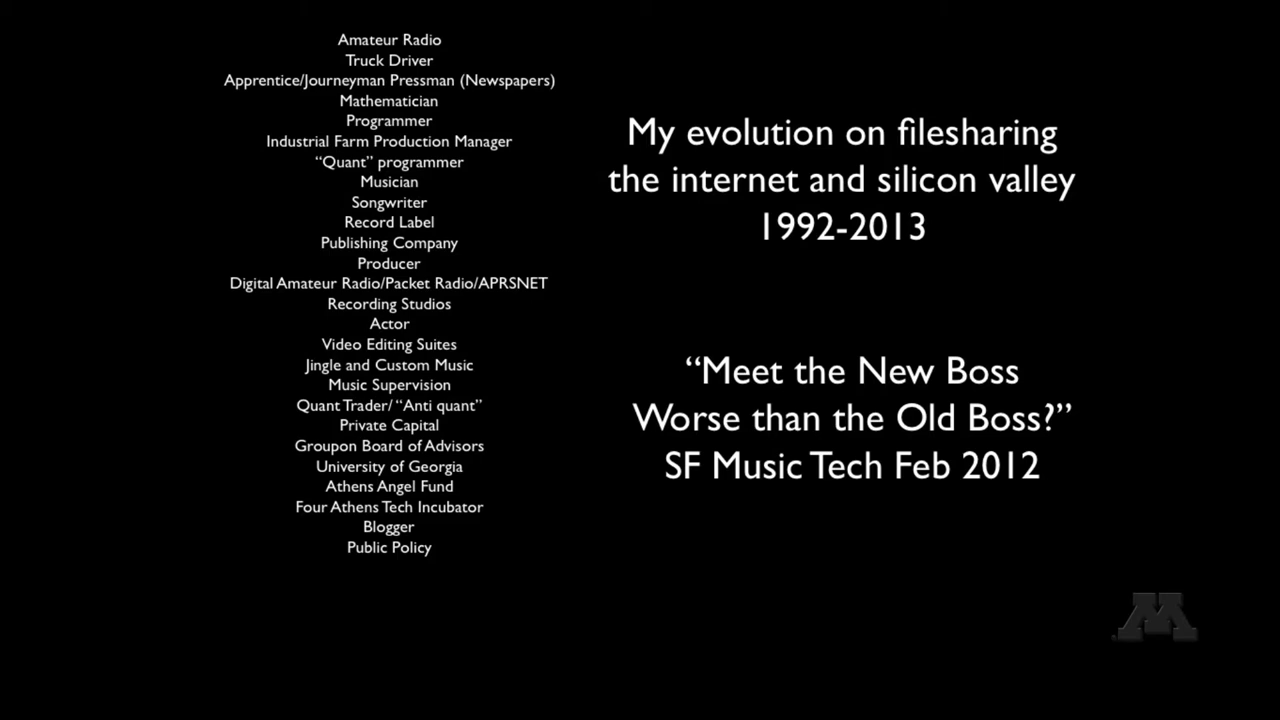 Amateur Radio
Truck Driver
Apprentice/Journeyman Pressman (Newspapers)
Mathematician
Programmer
Industrial Farm Production Manager
“Quant” programmer
Musician
Songwriter
Record Label
Publishing Company
Producer
Digital Amateur Radio/Packet Radio/APRSNET
Recording Studios
Actor
Video Editing Suites
Jingle and Custom Music
Music Supervision
Quant Trader/ “Anti quant”
Private Capital
Groupon Board of Advisors
University of Georgia
Athens Angel Fund
Four Athens Tech Incubator
Blogger
Public Policy
My evolution on filesharing
the internet and silicon valley
1992-2013
“Meet the New Boss
Worse than the Old Boss?”
SF Music Tech Feb 2012
M